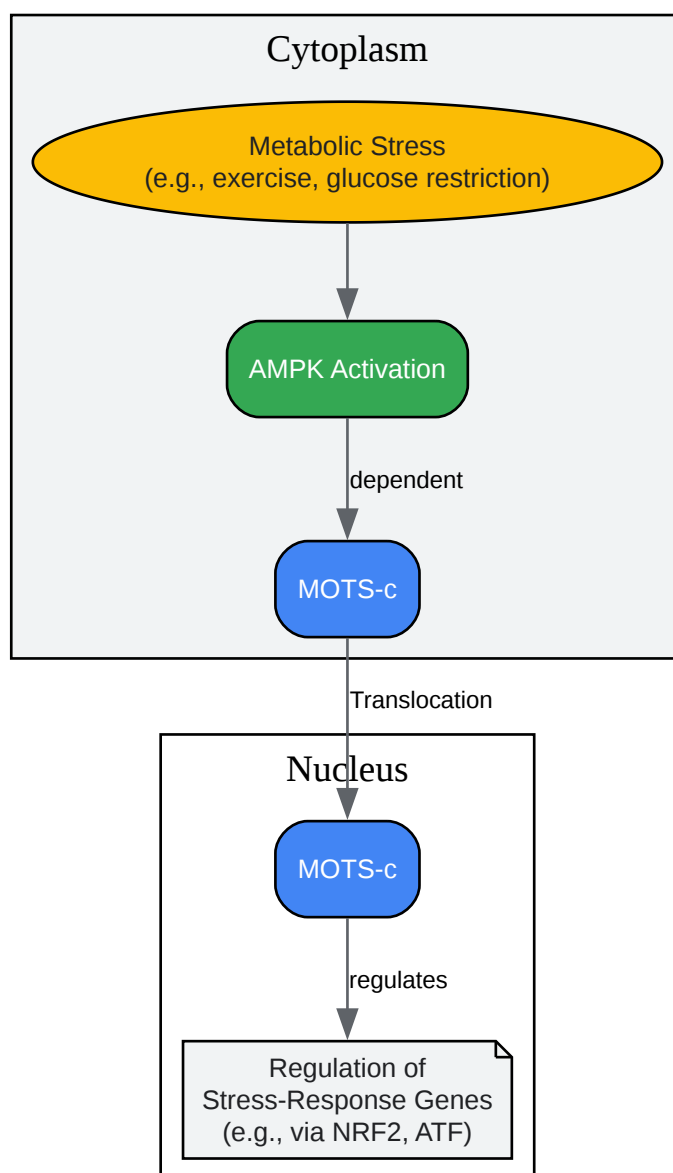 Cytoplasm
Metabolic Stress
(e.g., exercise, glucose restriction)
AMPK Activation
dependent
MOTS-c
Translocation
Nucleus
MOTS-c
regulates
Regulation of
Stress-Response Genes
(e.g., via NRF2, ATF)